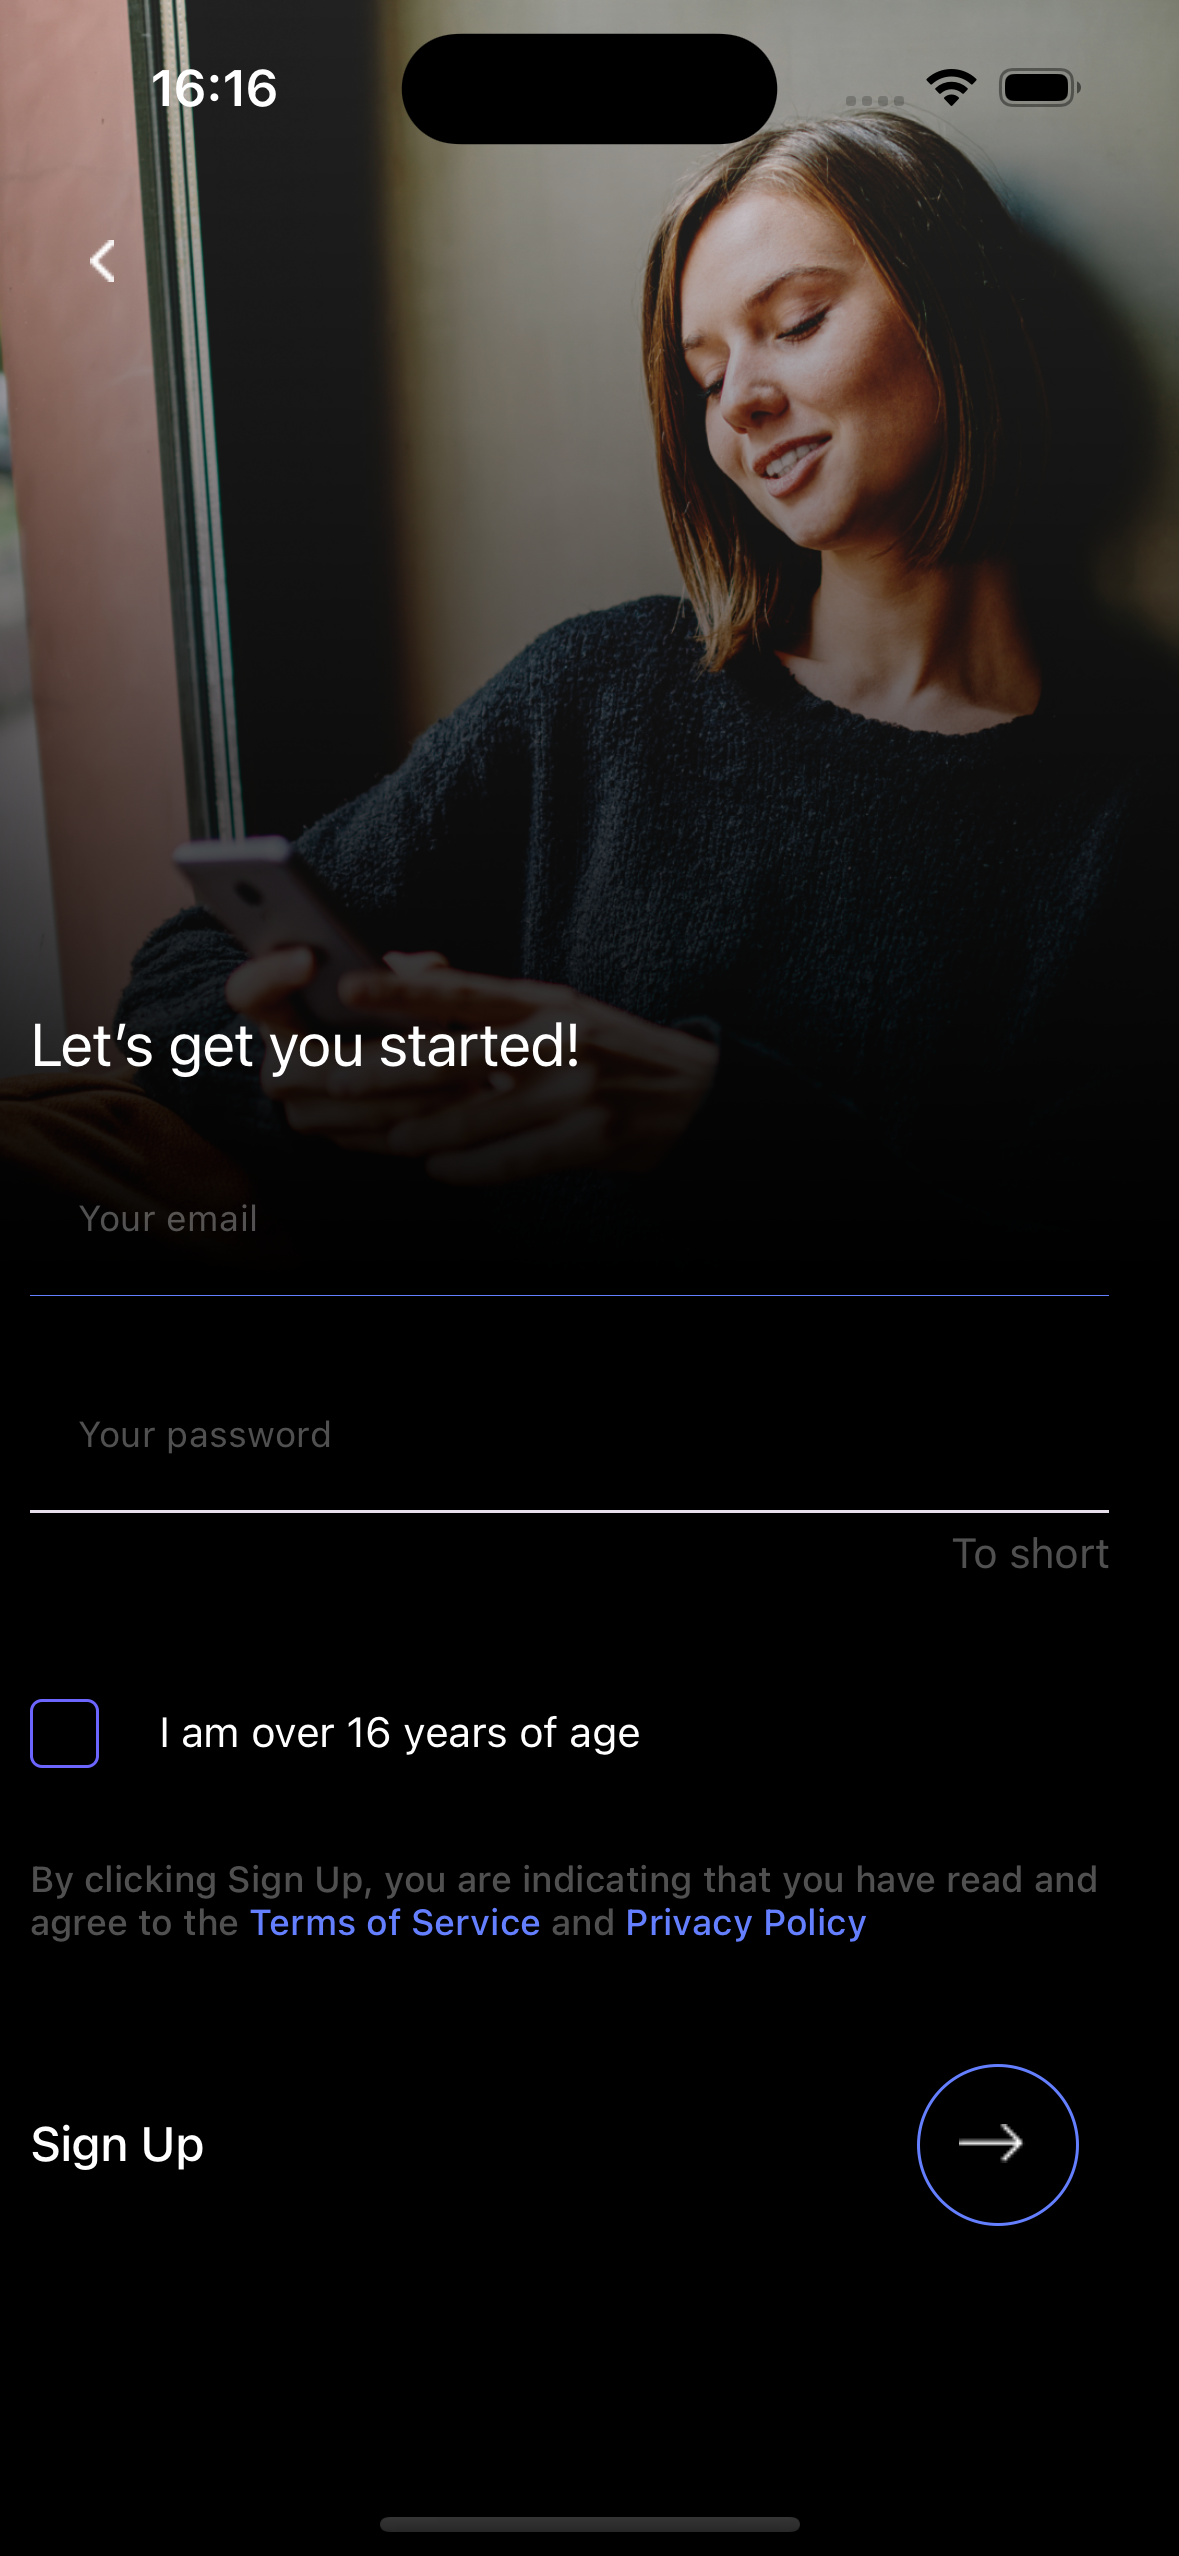 16:16
Let’s get you started!
Your email
Your password
To short
I am over 16 years of age
By clicking Sign Up, you are indicating that you have read and
agree to the Terms of Service and Privacy Policy
Sign Up